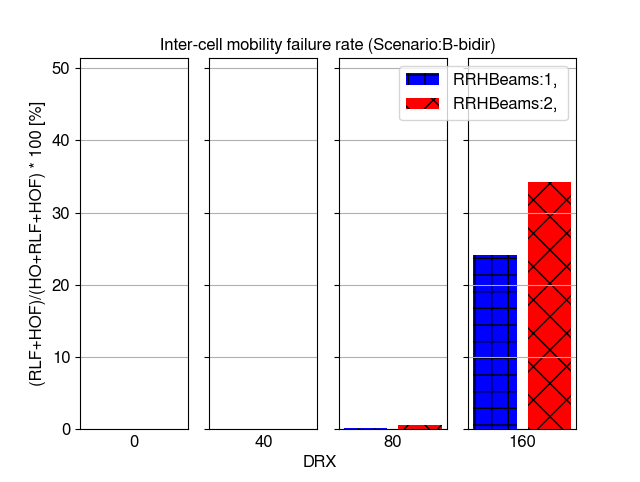 Inter-cell mobility failure rate (Scenario:B-bidir)
(RLF+HOF)/(HO+RLF+HOF) * 100 [%]
50
40
30
20
10
0
RRHBeams:1,
RRHBeams:2,
0
40
80
160
DRX